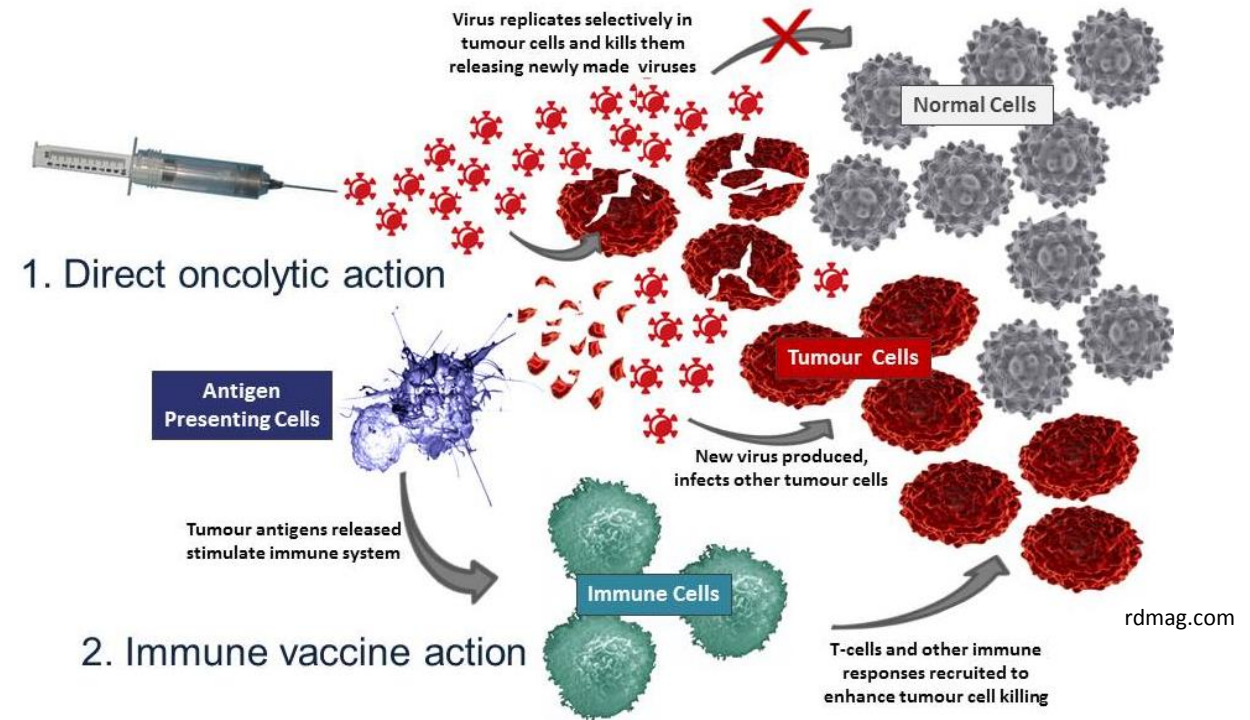 Virus replicates selectively in
tumour cells and kills them
releasing newly made viruses
Normal Cells
1. Direct oncolytic action
Tumour Cells
Antigen
Presenting Cells
New virus produced,
infects other tumour cells
Tumour antigens released
stimulate immune system
Immune Cells
rdmag.com
2. Immune vaccine action
T-cells and other immune
responses recruited to
enhance tumour cell killing